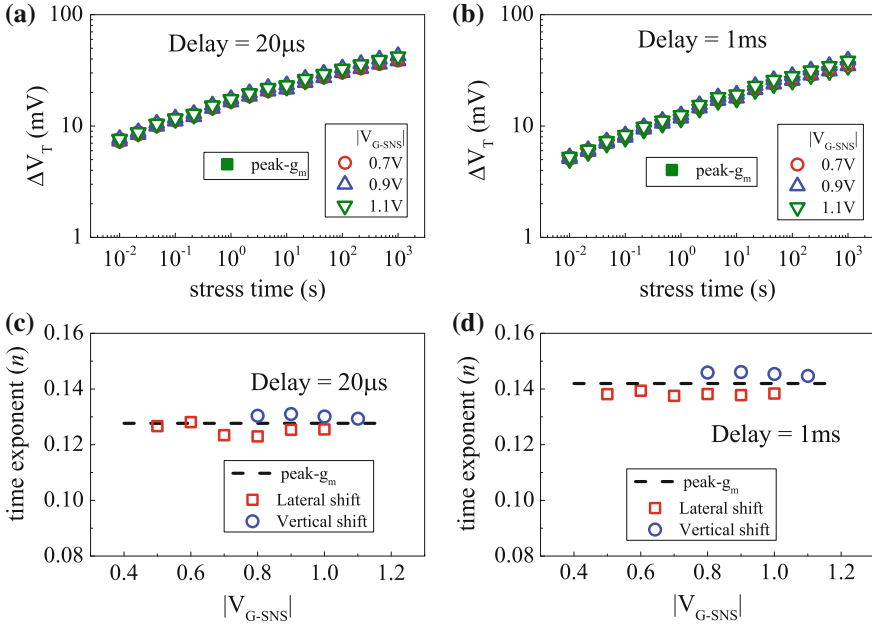 (a)
100
10
1
ΔV_T (mV)
Delay = 20μs
peak-g_m
|V_G-SNS|
0.7V
0.9V
1.1V
10^-2 10^-1 10^0 10^1 10^2 10^3
stress time (s)
(b)
100
10
1
ΔV_T (mV)
Delay = 1ms
peak-g_m
|V_G-SNS|
0.7V
0.9V
1.1V
10^-2 10^-1 10^0 10^1 10^2 10^3
stress time (s)
(c)
0.16
0.14
0.12
0.10
0.08
time exponent (n)
Delay = 20μs
peak-g_m
Lateral shift
Vertical shift
0.4 0.6 0.8 1.0 1.2
|V_G-SNS|
(d)
0.16
0.14
0.12
0.10
0.08
time exponent (n)
Delay = 1ms
peak-g_m
Lateral shift
Vertical shift
0.4 0.6 0.8 1.0 1.2
|V_G-SNS|